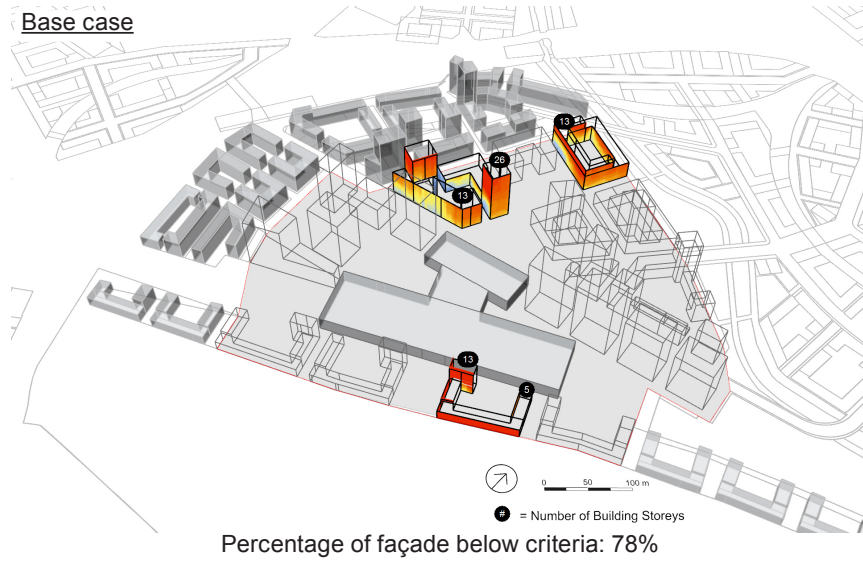 Base case
13
26
13
13
5
0 50 100 m
# = Number of Building Storeys
Percentage of façade below criteria: 78%